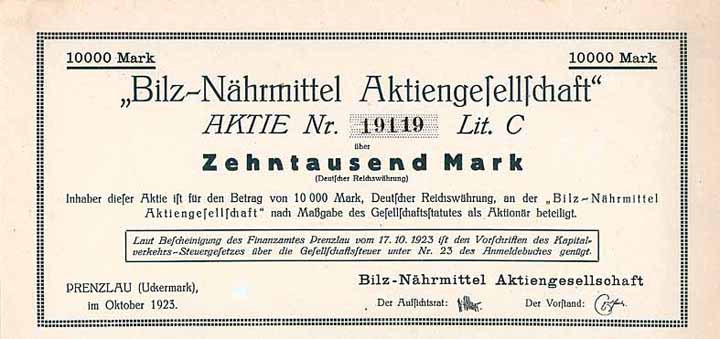 10000 Mark 10000 Mark
„Bilz-Nährmittel Aktiengeſellſchaft“
AKTIE Nr. 19119 Lit. C
über
Zehntausend Mark
(Deutſcher Reichswährung)
Inhaber dieſer Aktie iſt für den Betrag von 10 000 Mark, Deutſcher Reichswährung, an der „Bilz-Nährmittel
Aktiengeſellſchaft“ nach Maßgabe des Geſellſchaftsſtatutes als Aktionär beteiligt.
Laut Beſcheinigung des Finanzamtes Prenzlau vom 17. 10. 1923 iſt den Vorſchriften des Kapital-
verkehrs-Steuergeſetzes über die Geſellſchaftsſteuer unter Nr. 23 des Anmeldebuches genügt.
PRENZLAU (Uckermark),
im Oktober 1923.
Bilz-Nährmittel Aktiengesellschaft
Der Aufſichtsrat: Der Vorſtand: